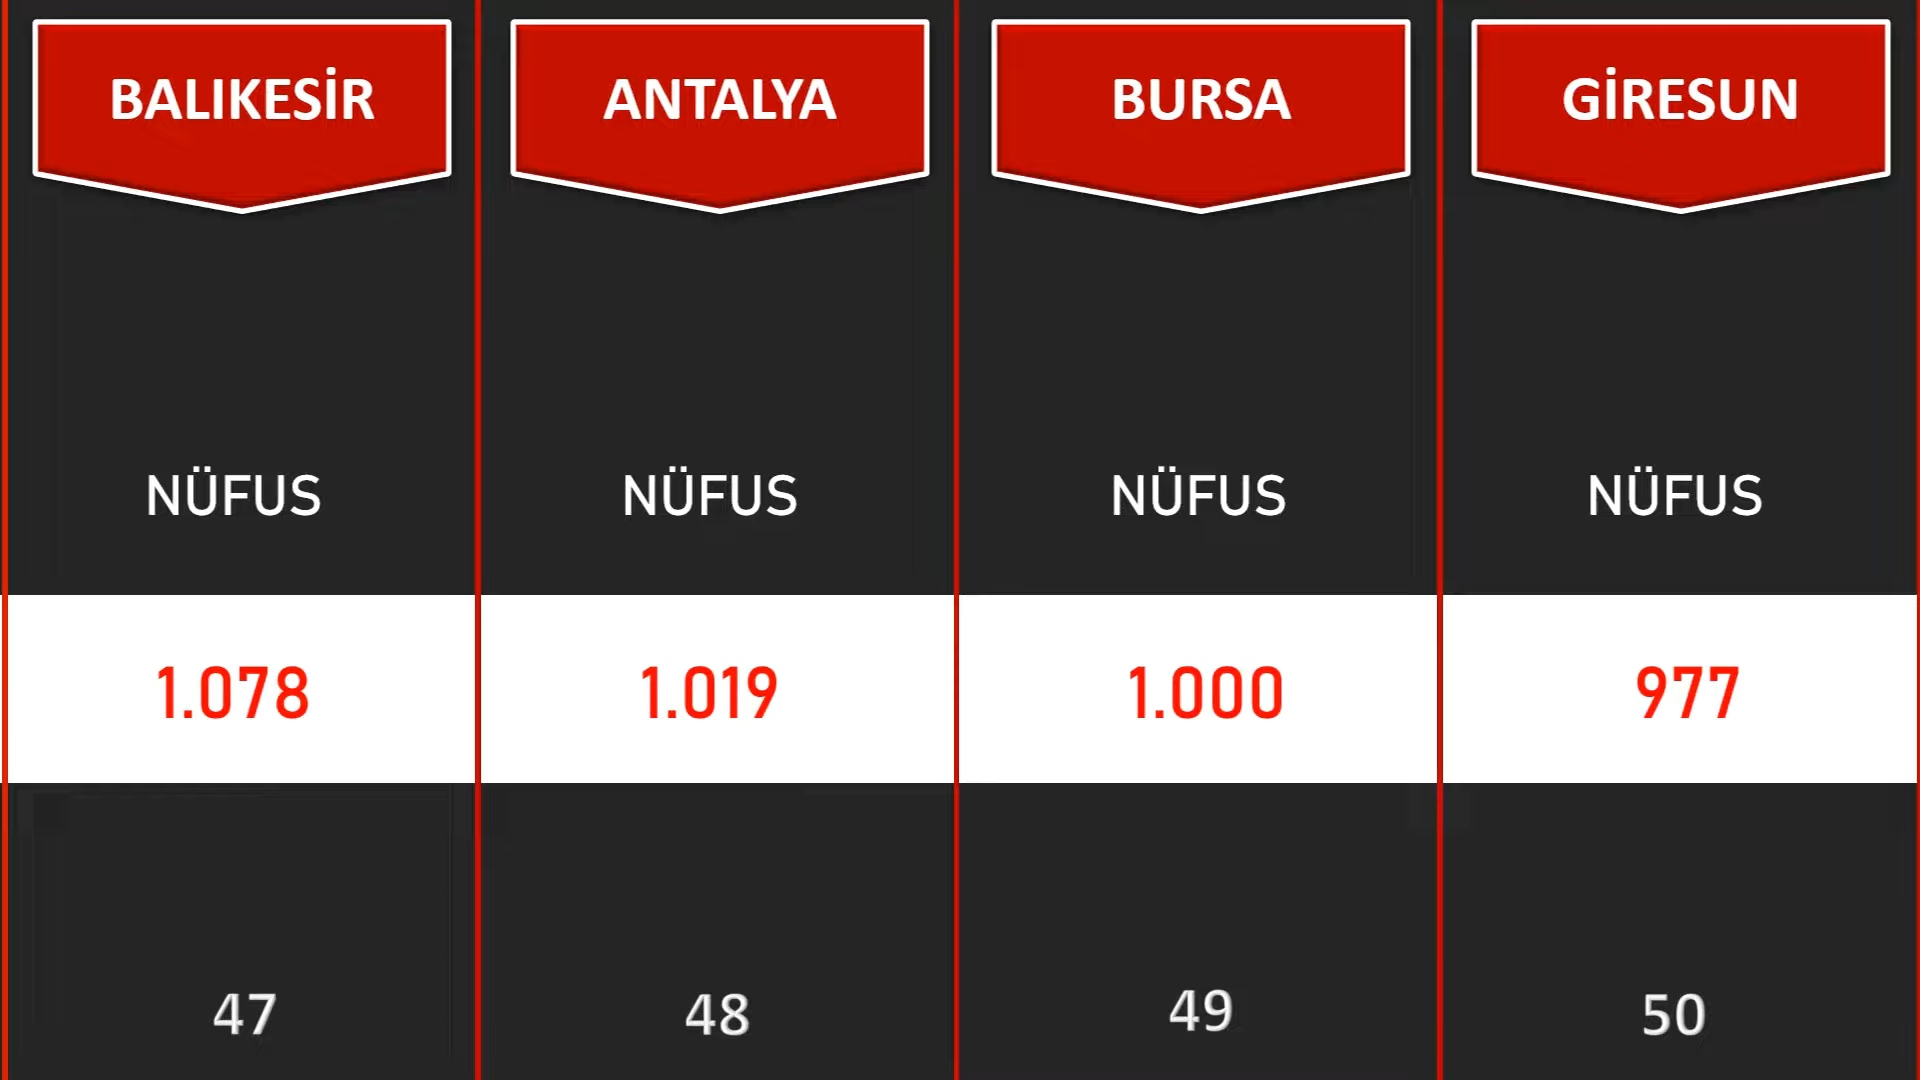 BALIKESİR
ANTALYA
BURSA
GİRESUN
NÜFUS
NÜFUS
NÜFUS
NÜFUS
1.078
1.019
1.000
977
47
48
49
50